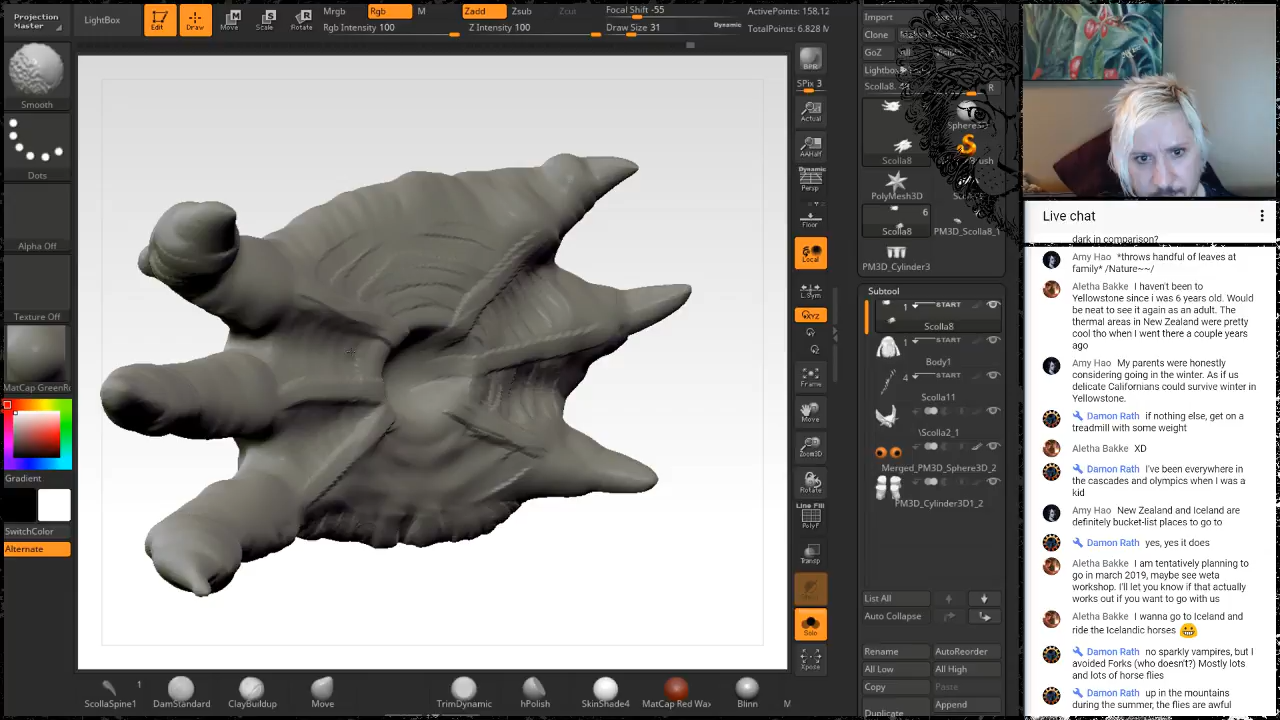 Projection Master
LightBox
Edit
Draw
Move
Scale
Rotate
Mrgb
Rgb
M
Rgb Intensity 100
Zadd
Zsub
Zcut
Z Intensity 100
Focal Shift -55
Draw Size 31
Dynamic
ActivePoints: 158,12
TotalPoints: 6.828 M
Smooth
Dots
Alpha Off
Texture Off
MatCap GreenRo
Gradient
SwitchColor
Alternate
BPR
SPix 3
Actual
AAHalf
Dynamic
Persp
Floor
Local
L.Sym
XYZ
Frame
Move
Zoom3D
Rotate
Line Fill
PolyF
Transp
Solo
Xpose
Import
Clone
GoZ
All
R
Lightbox
Scolla8.
Scolla8
Sphere3D
PolyMesh3D
6
Scolla8
PM3D_Scolla8_1
PM3D_Cylinder3
Subtool
1
START
Scolla8
1
START
Body1
4
START
Scolla11
\Scolla2_1
Merged_PM3D_Sphere3D_2
PM3D_Cylinder3D1_2
List All
Auto Collapse
Rename
AutoReorder
All Low
All High
Copy
Paste
Duplicate
Append
ScollaSpine1
1
DamStandard
ClayBuildup
Move
TrimDynamic
hPolish
SkinShade4
MatCap Red Wax
Blinn
M
Live chat
dark in comparison?
Amy Hao *throws handful of leaves at
family* /Nature~~/
Aletha Bakke I haven't been to
Yellowstone since i was 6 years old. Would
be neat to see it again as an adult. The
thermal areas in New Zealand were pretty
cool tho when I went there a couple years
ago
Amy Hao My parents were honestly
considering going in the winter. As if us
delicate Californians could survive winter in
Yellowstone.
Damon Rath if nothing else, get on a
treadmill with some weight
Aletha Bakke XD
Damon Rath I've been everywhere in
the cascades and olympics when I was a
kid
Amy Hao New Zealand and Iceland are
definitely bucket-list places to go to
Damon Rath yes, yes it does
Aletha Bakke I am tentatively planning to
go in march 2019, maybe see weta
workshop. I'll let you know if that actually
works out if you want to go with us
Aletha Bakke I wanna go to Iceland and
ride the Icelandic horses 😀
Damon Rath no sparkly vampires, but I
avoided Forks (who doesn't?) Mostly lots
and lots of horse flies
Damon Rath up in the mountains
during the summer, the flies are awful